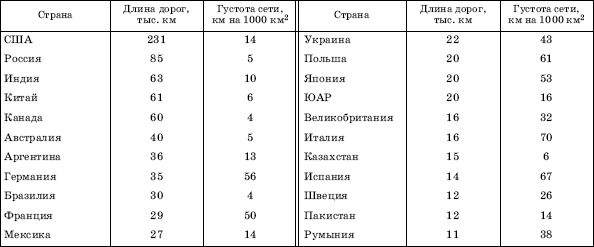 Страна Длина дорог, тыс. км Густота сети, км на 1000 км² Страна Длина дорог, тыс. км Густота сети, км на 1000 км²
США 231 14 Украина 22 43
Россия 85 5 Польша 20 61
Индия 63 10 Япония 20 53
Китай 61 6 ЮАР 20 16
Канада 60 4 Великобритания 16 32
Австралия 40 5 Италия 16 70
Аргентина 36 13 Казахстан 15 6
Германия 35 56 Испания 14 67
Бразилия 30 4 Швеция 12 26
Франция 29 50 Пакистан 12 14
Мексика 27 14 Румыния 11 38